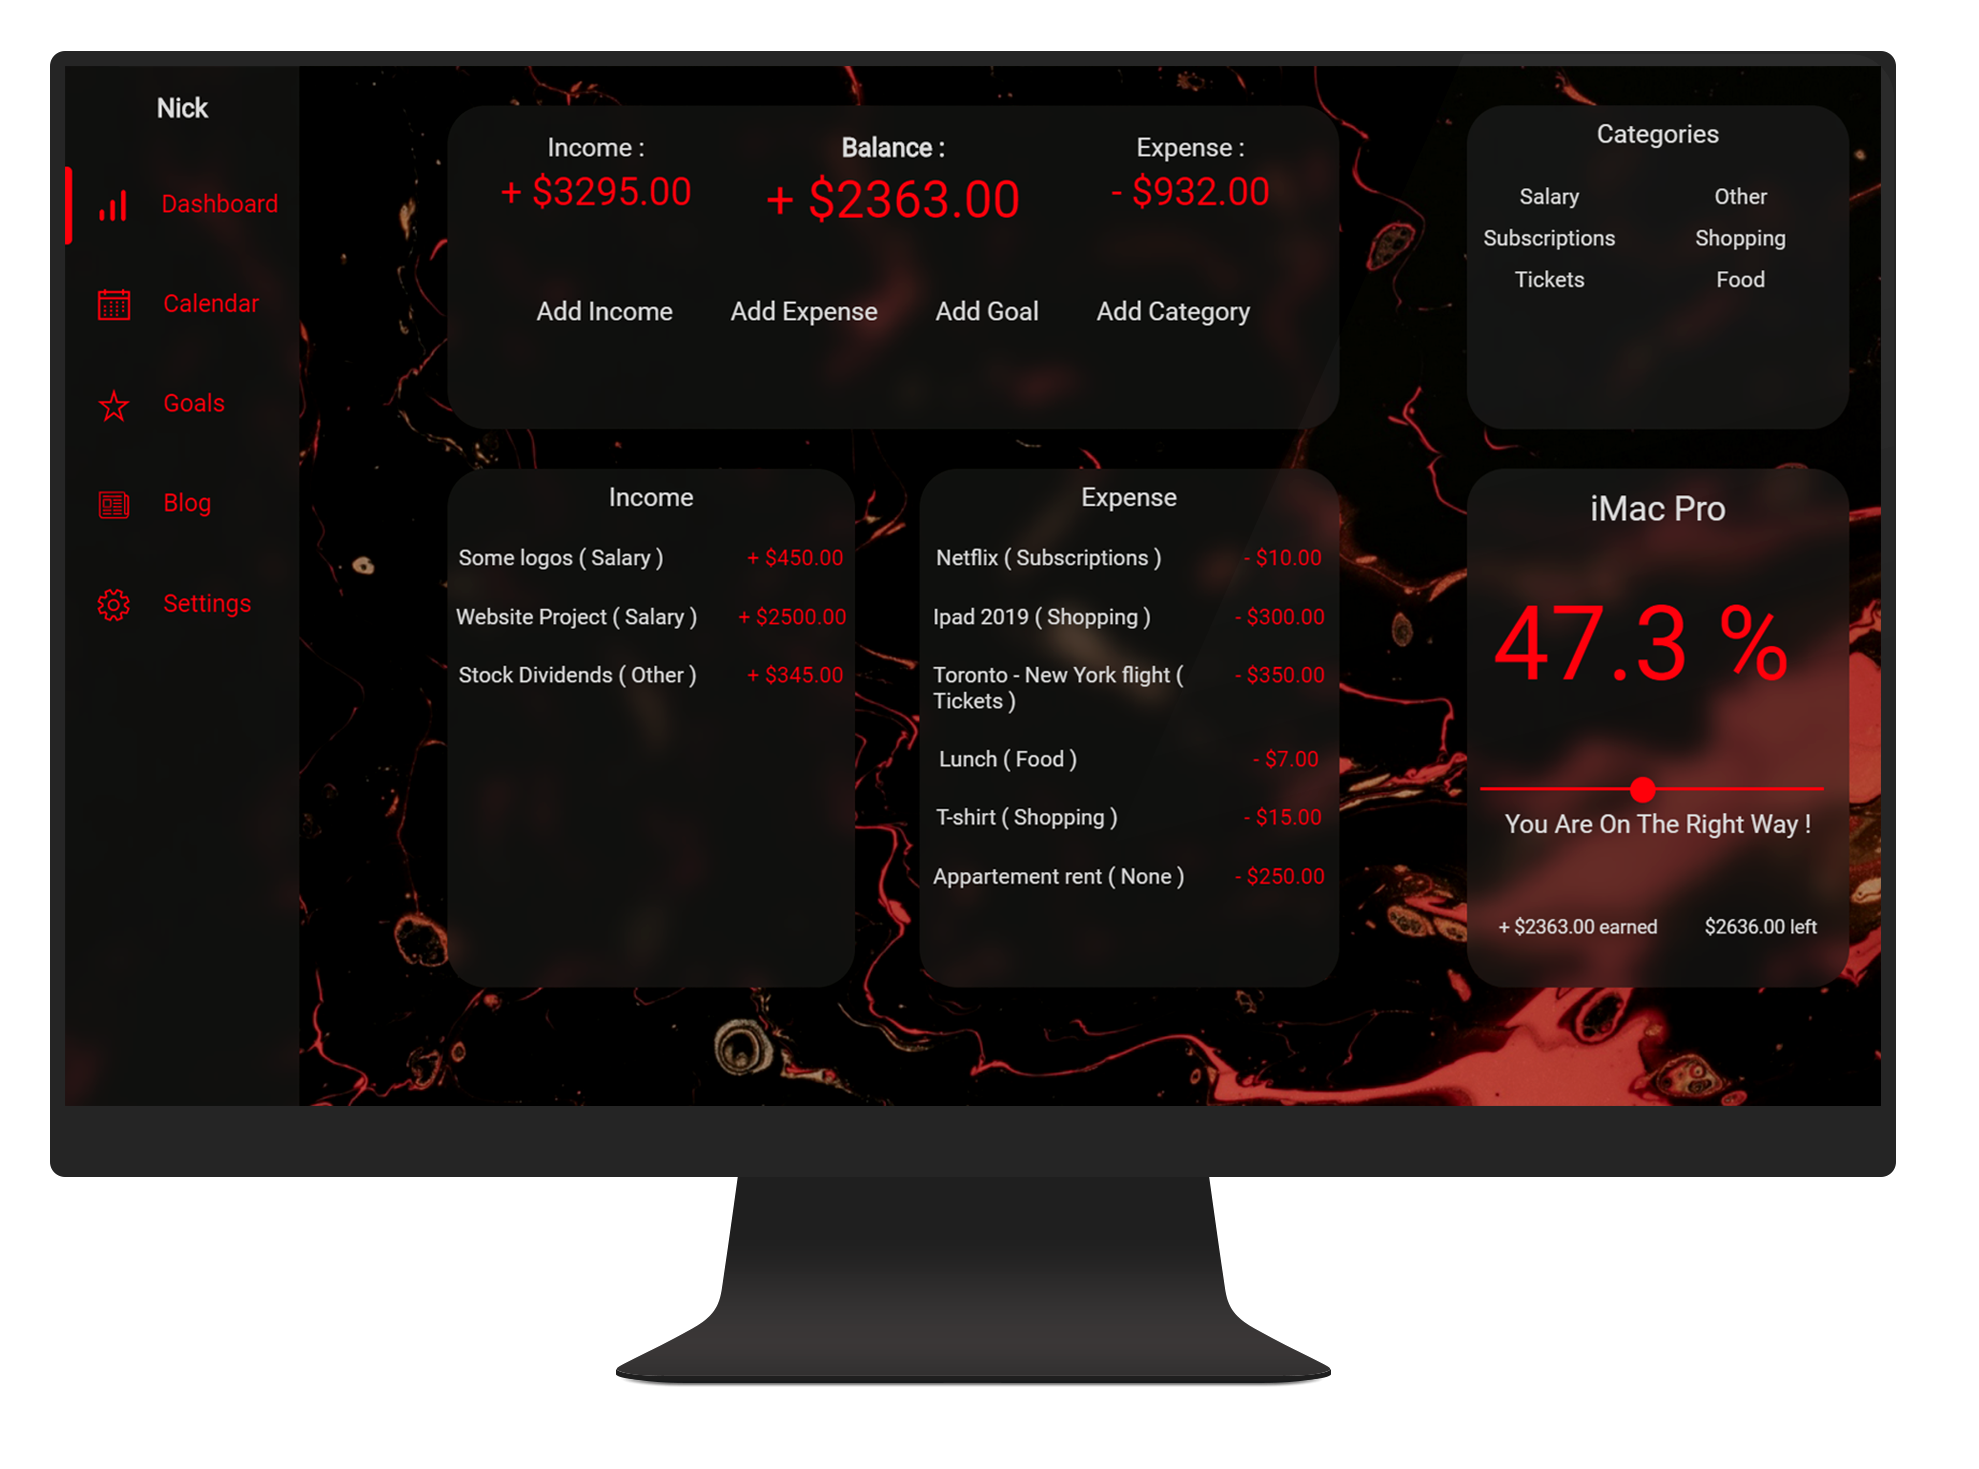 Nick
Dashboard
Calendar
Goals
Blog
Settings
Income :
+ $3295.00
Balance :
+ $2363.00
Expense :
- $932.00
Add Income
Add Expense
Add Goal
Add Category
Categories
Salary
Other
Subscriptions
Shopping
Tickets
Food
Income
Some logos ( Salary )
+ $450.00
Website Project ( Salary )
+ $2500.00
Stock Dividends ( Other )
+ $345.00
Expense
Netflix ( Subscriptions )
- $10.00
Ipad 2019 ( Shopping )
- $300.00
Toronto - New York flight (
Tickets )
- $350.00
Lunch ( Food )
- $7.00
T-shirt ( Shopping )
- $15.00
Appartement rent ( None )
- $250.00
iMac Pro
47.3 %
You Are On The Right Way !
+ $2363.00 earned
$2636.00 left